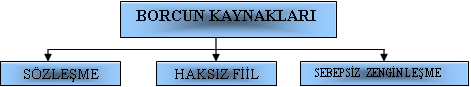 BORCUN KAYNAKLARI
SÖZLEŞME
HAKSIZ FİİL
SEBEPSİZ ZENGİNLEŞME